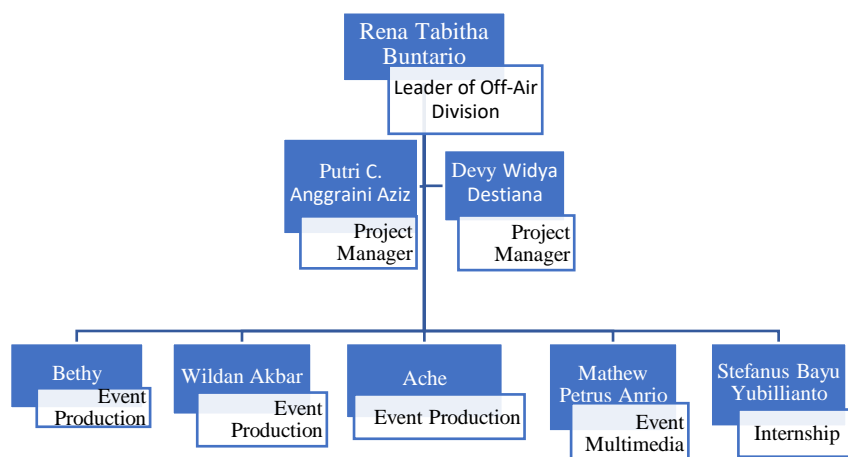 Rena Tabitha
Buntario
Leader of Off-Air
Division
Putri C.
Anggraini Aziz
Project
Manager
Devy Widya
Destiana
Project
Manager
Bethy
Event
Production
Wildan Akbar
Event
Production
Ache
Event Production
Mathew
Petrus Anrio
Event
Multimedia
Stefanus Bayu
Yubillianto
Internship